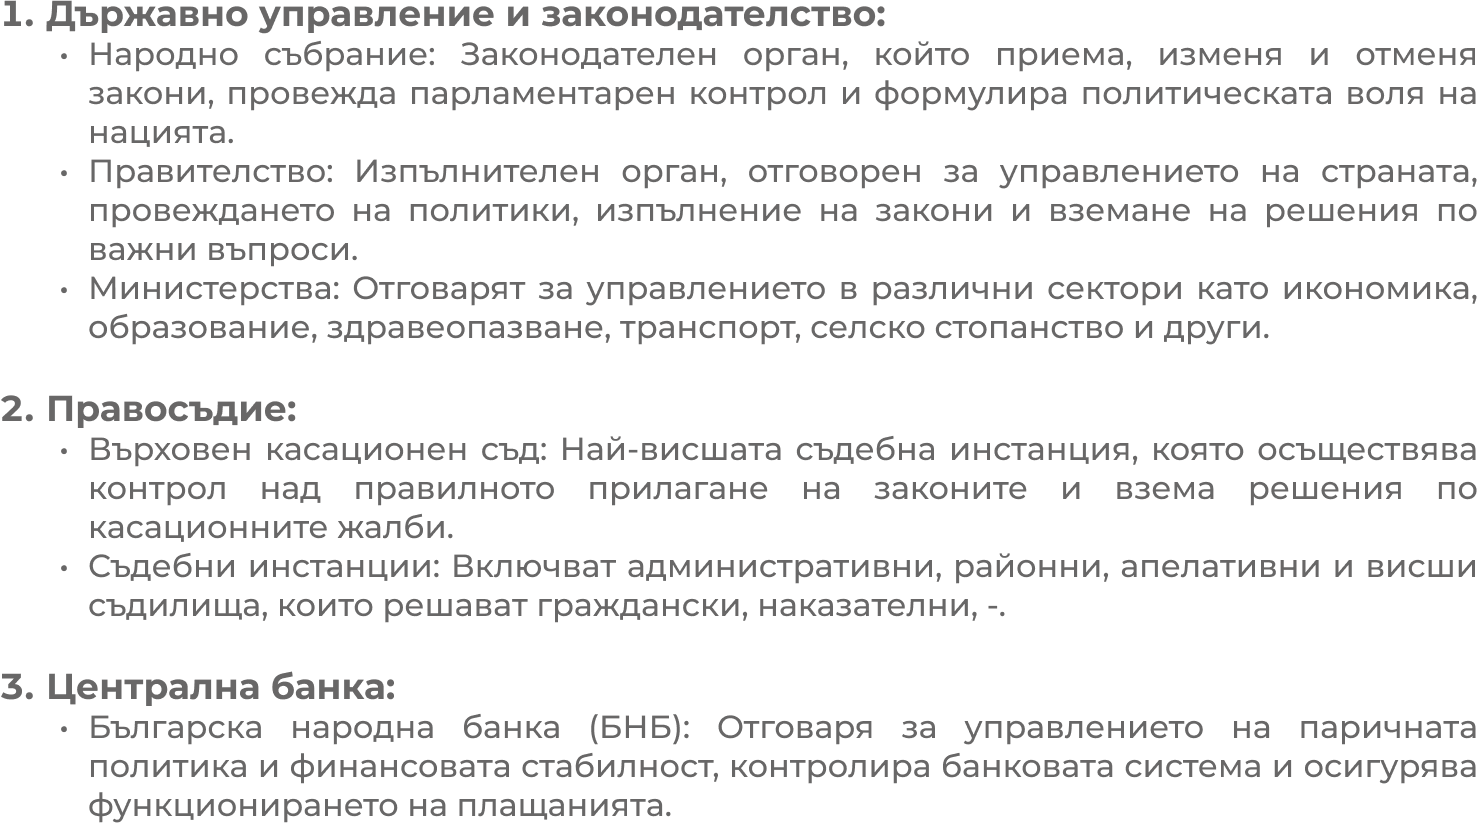 1. Държавно управление и законодателство:
• Народно събрание: Законодателен орган, който приема, изменя и отменя
закони, провежда парламентарен контрол и формулира политическата воля на
нацията.
• Правителство: Изпълнителен орган, отговорен за управлението на страната,
провеждането на политики, изпълнение на закони и вземане на решения по
важни въпроси.
• Министерства: Отговарят за управлението в различни сектори като икономика,
образование, здравеопазване, транспорт, селско стопанство и други.
2. Правосъдие:
• Върховен касационен съд: Най-висшата съдебна инстанция, която осъществява
контрол над правилното прилагане на законите и взема решения по
касационните жалби.
• Съдебни инстанции: Включват административни, районни, апелативни и висши
съдилища, които решават граждански, наказателни, -.
3. Централна банка:
• Българска народна банка (БНБ): Отговаря за управлението на паричната
политика и финансовата стабилност, контролира банковата система и осигурява
функционирането на плащанията.